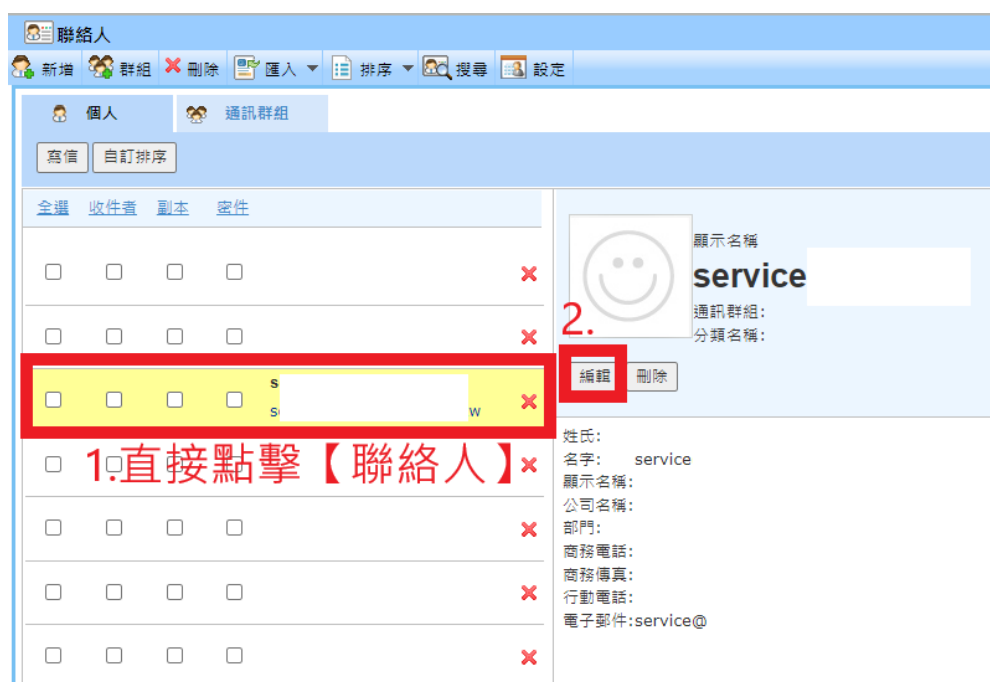 聯絡人
新增 群組 刪除 匯入 排序 搜尋 設定
個人 通訊群組
寫信 自訂排序
全選 收件者 副本 密件
顯示名稱
service
通訊群組:
分類名稱:
2.
編輯 刪除
s
s
w
1.直接點擊【聯絡人】
姓氏:
名字: service
顯示名稱:
公司名稱:
部門:
商務電話:
商務傳真:
行動電話:
電子郵件:service@